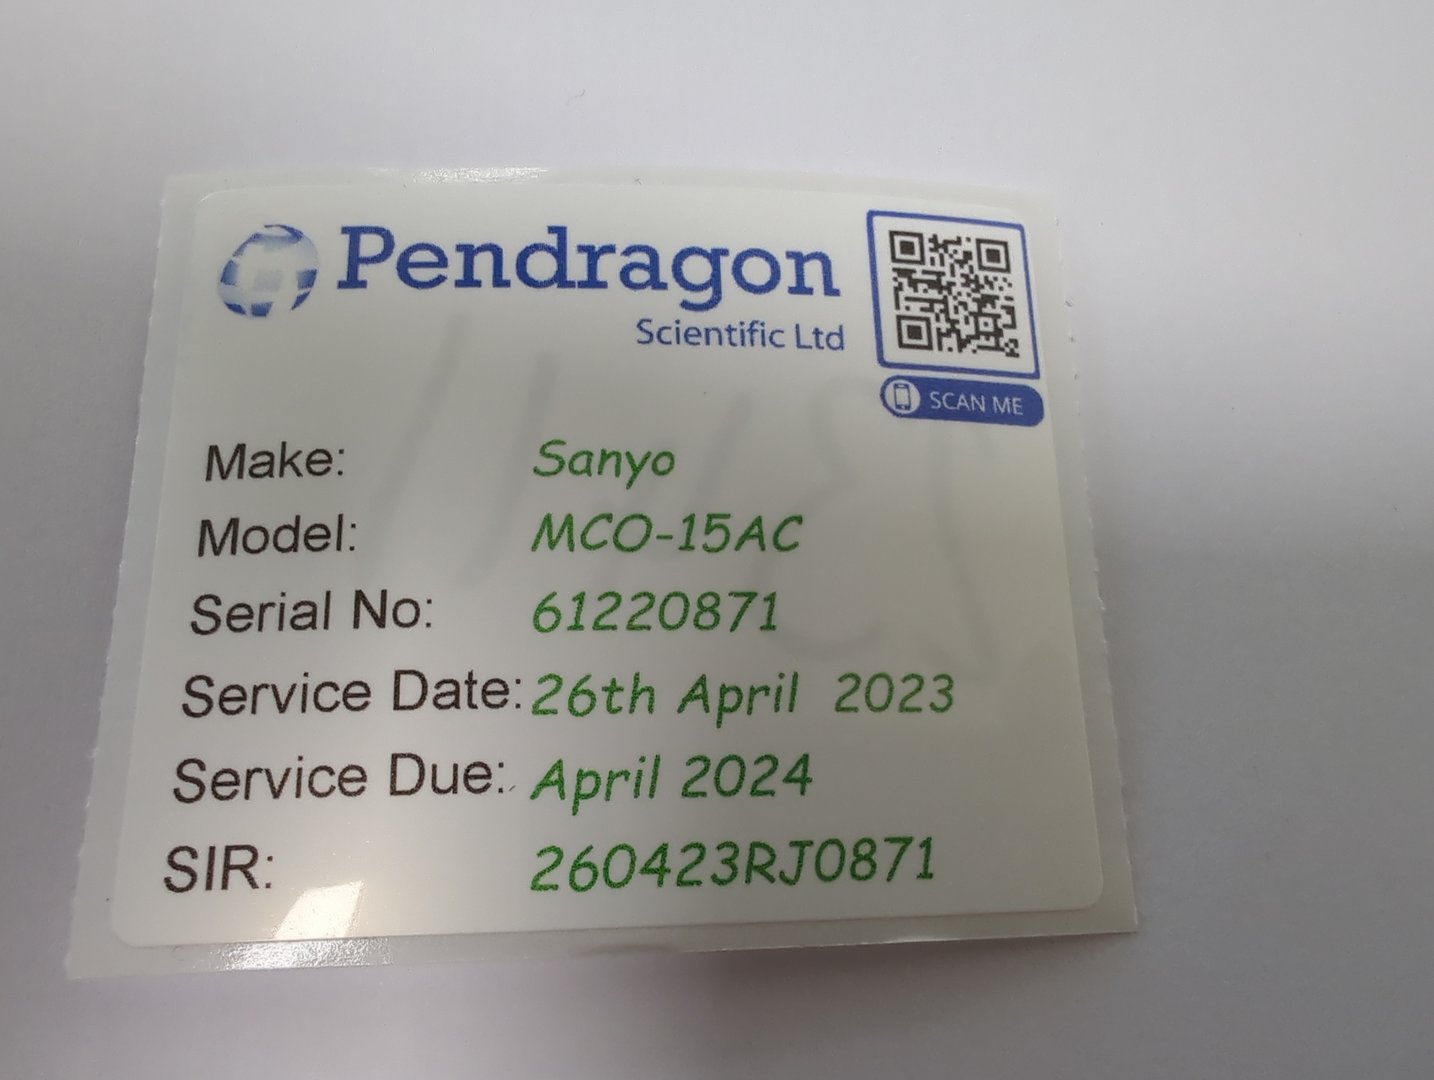 Pendragon
Scientific Ltd
SCAN ME
Make: Sanyo
Model: MCO-15AC
Serial No: 61220871
Service Date: 26th April 2023
Service Due: April 2024
SIR: 260423RJ0871